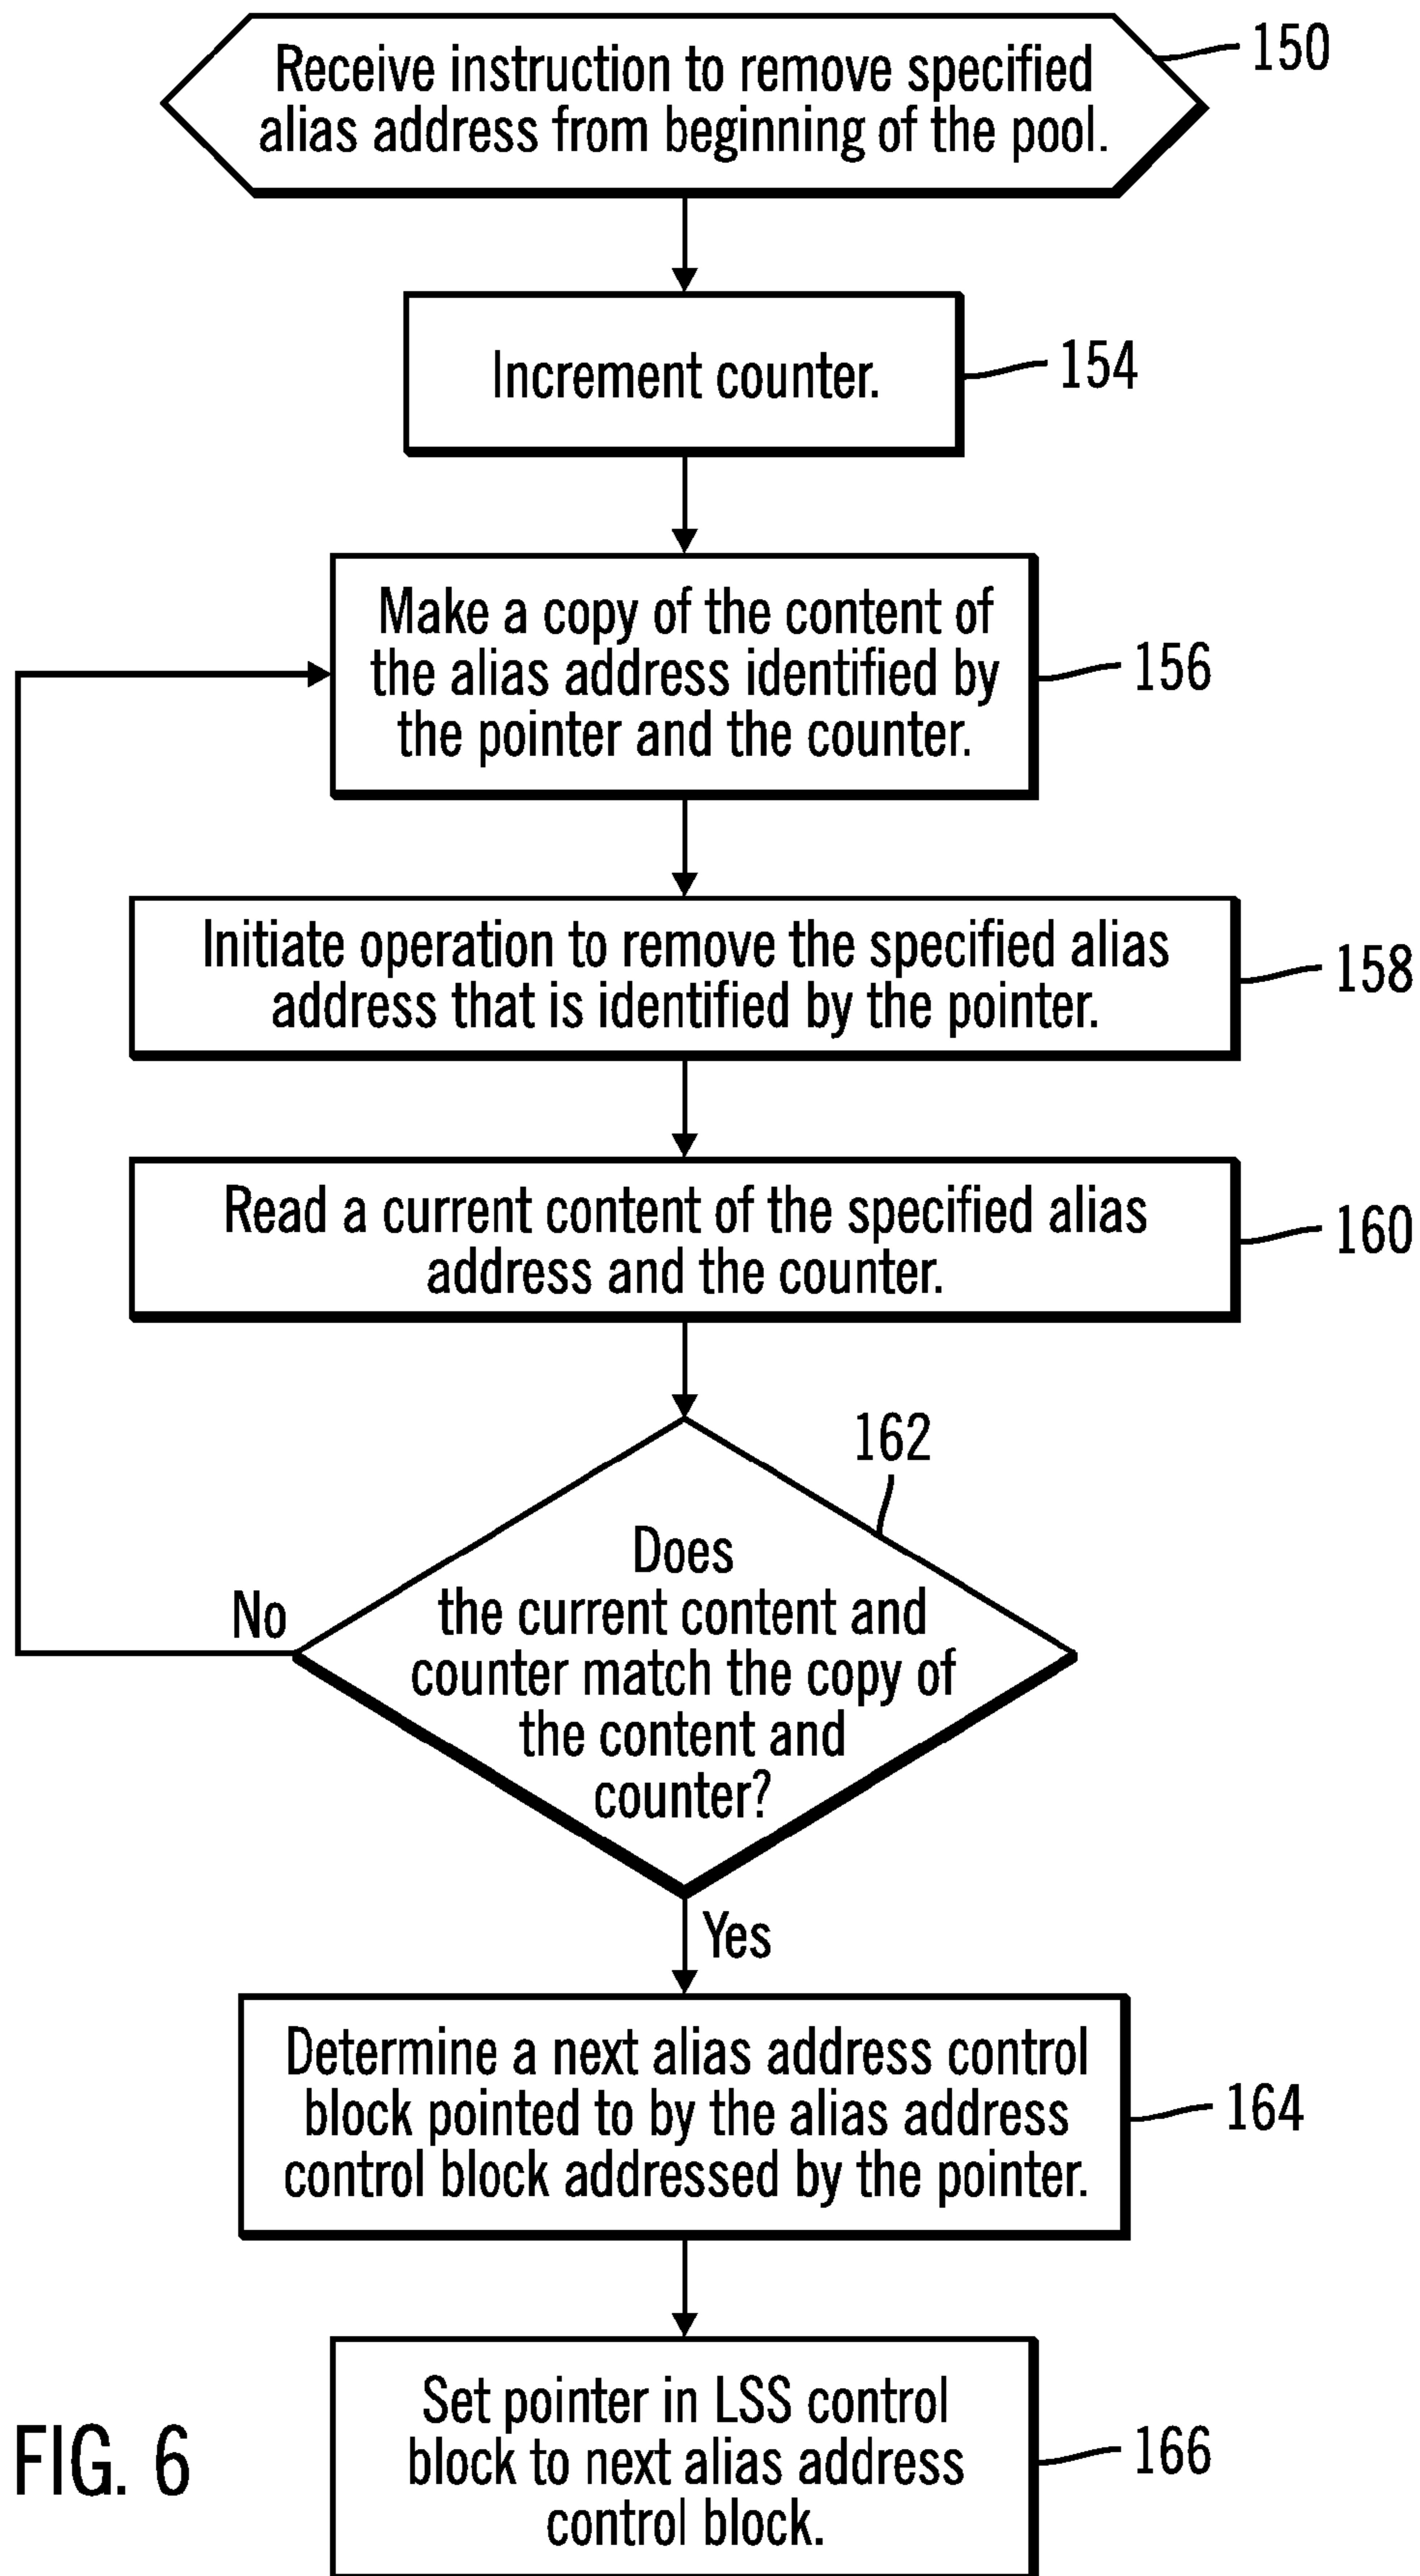 Receive instruction to remove specified
alias address from beginning of the pool.
150
Increment counter.
154
Make a copy of the content of
the alias address identified by
the pointer and the counter.
156
Initiate operation to remove the specified alias
address that is identified by the pointer.
158
Read a current content of the specified alias
address and the counter.
160
162
Does
the current content and
counter match the copy of
the content and
counter?
No
Yes
Determine a next alias address control
block pointed to by the alias address
control block addressed by the pointer.
164
Set pointer in LSS control
block to next alias address
control block.
166
FIG. 6